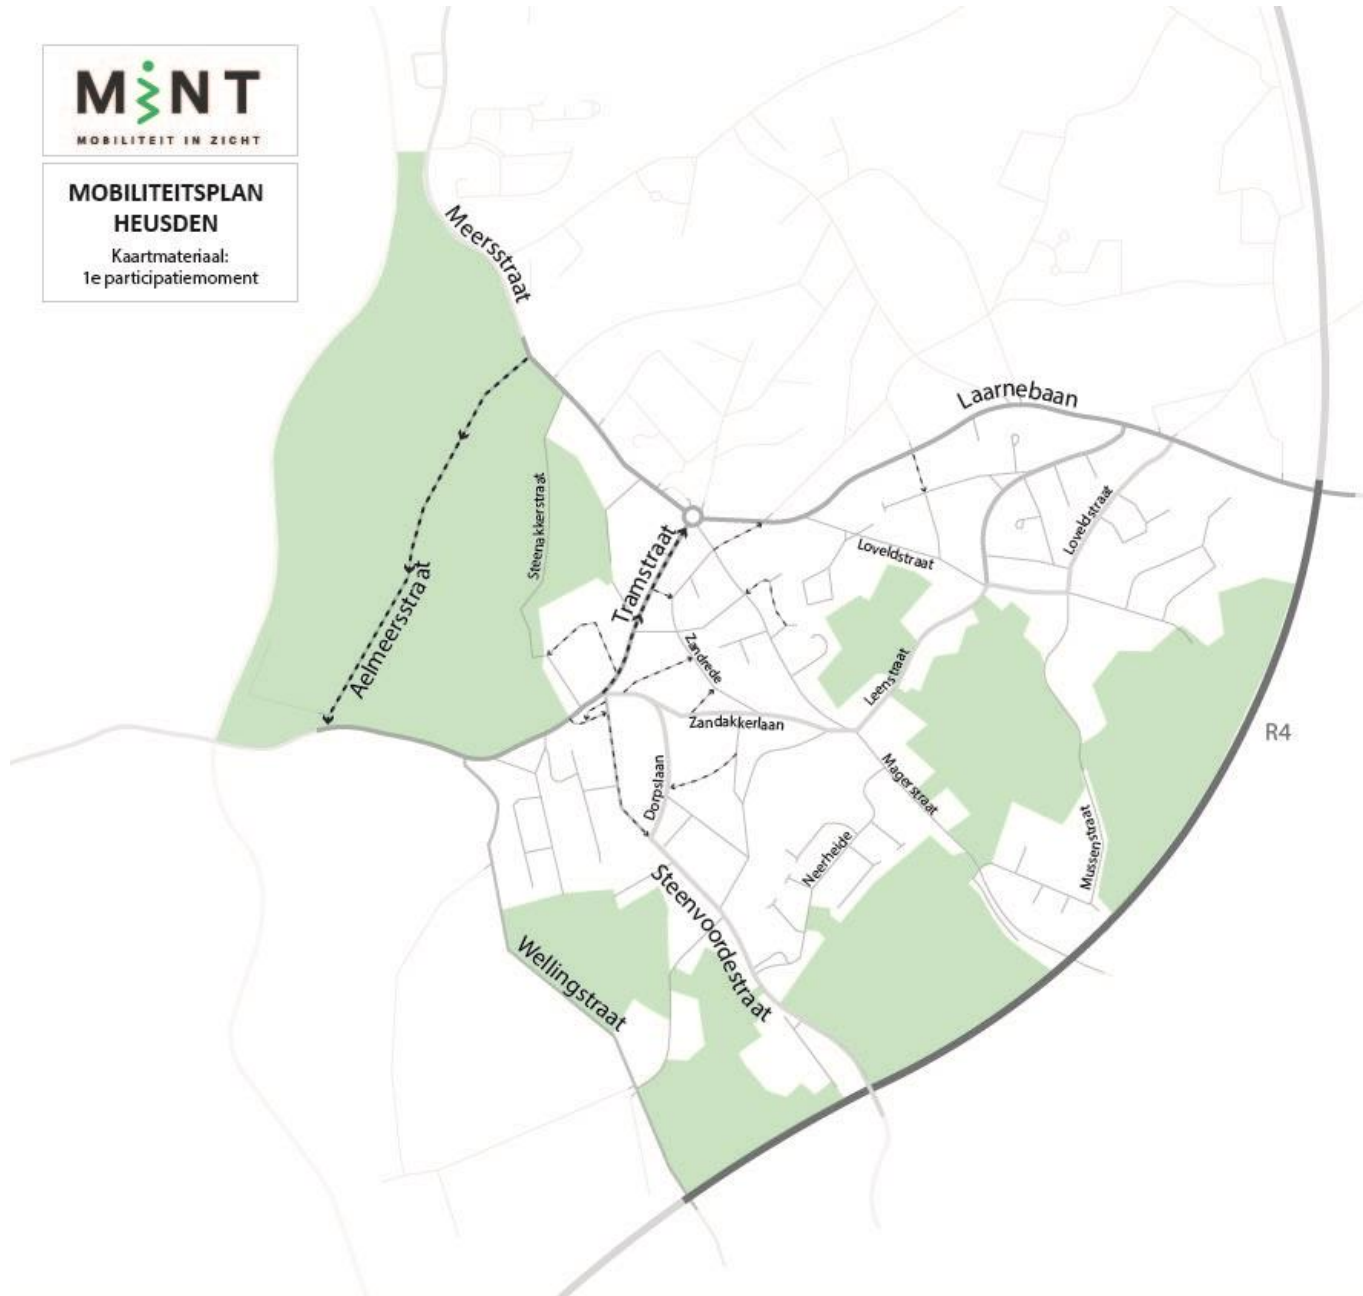 MINT
MOBILITEIT IN ZICHT
MOBILITEITSPLAN
HEUSDEN
Kaartmateriaal:
1e participatiemoment
Meersstraat
Laarnebaan
Steenakkerstraat
Loveldstraat
Loveldstraat
Tramstraat
Aelmeersstraat
Zandrede
Leenstraat
Zandakkerlaan
R4
Dorpslaan
Magerstraat
Mussenstraat
Neerheide
Steenvoordestraat
Wellingstraat